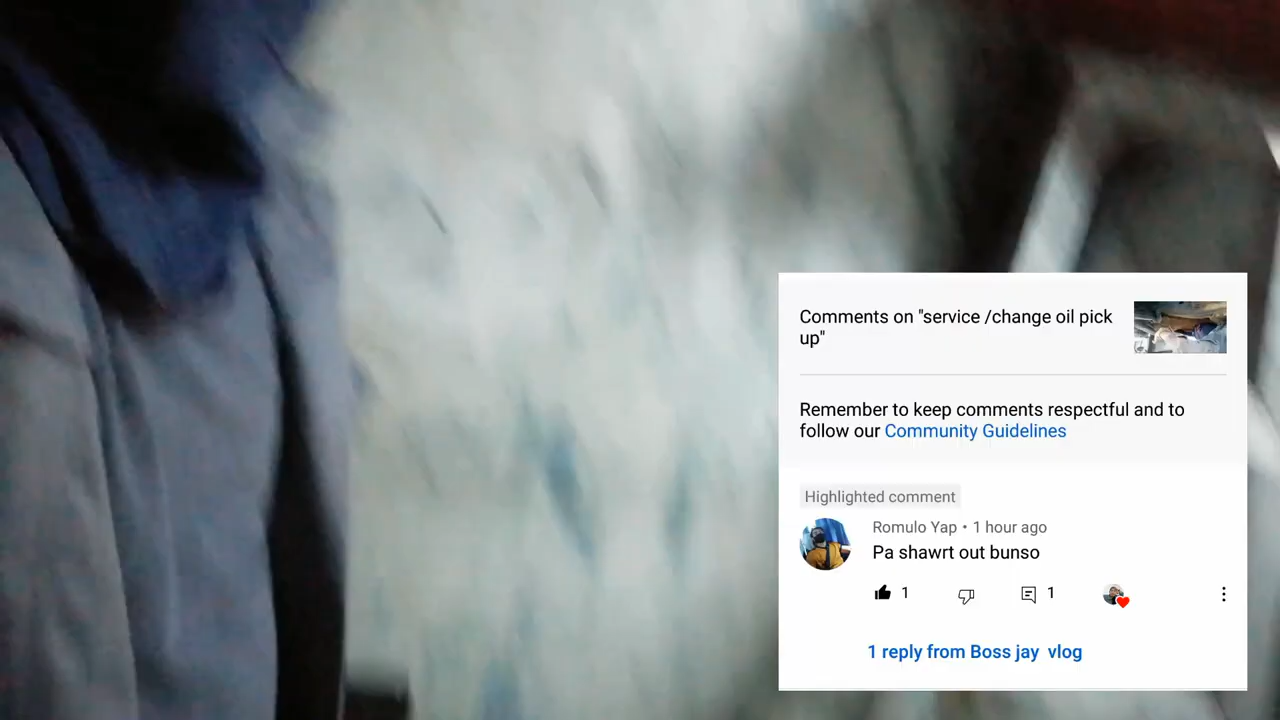 Comments on "service /change oil pick
up"
Remember to keep comments respectful and to
follow our Community Guidelines
Highlighted comment
Romulo Yap • 1 hour ago
Pa shawrt out bunso
1
1
1 reply from Boss jay vlog